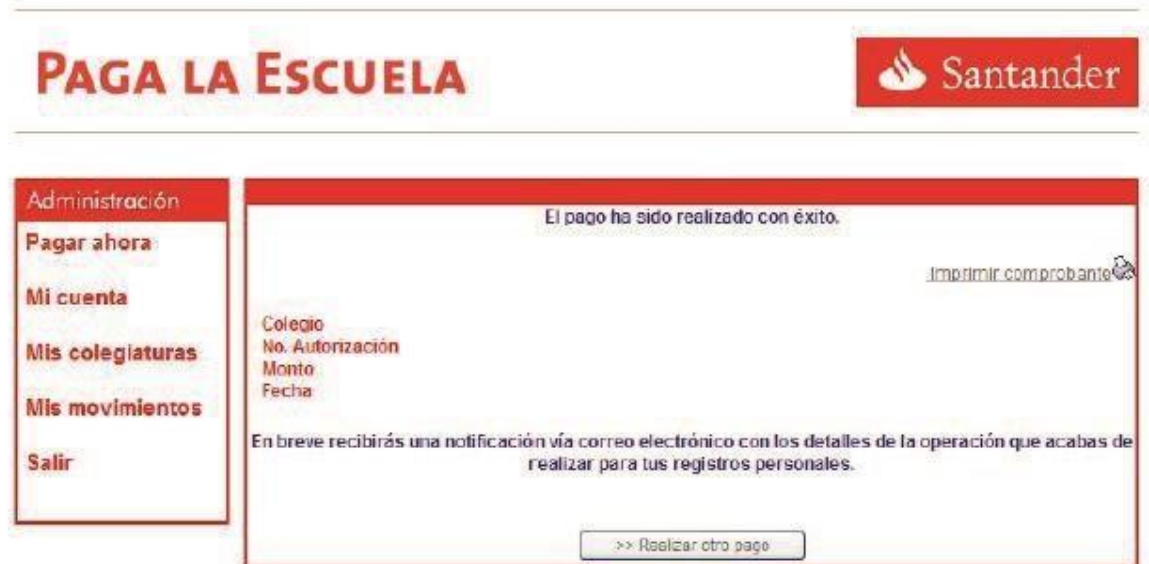 PAGA LA ESCUELA
Santander
Administración
Pagar ahora
Mi cuenta
Mis colegiaturas
Mis movimientos
Salir
El pago ha sido realizado con éxito.
Imprimir comprobante
Colegio
No. Autorización
Monto
Fecha
En breve recibirás una notificación vía correo electrónico con los detalles de la operación que acabas de
realizar para tus registros personales.
>> Realizar otro pago